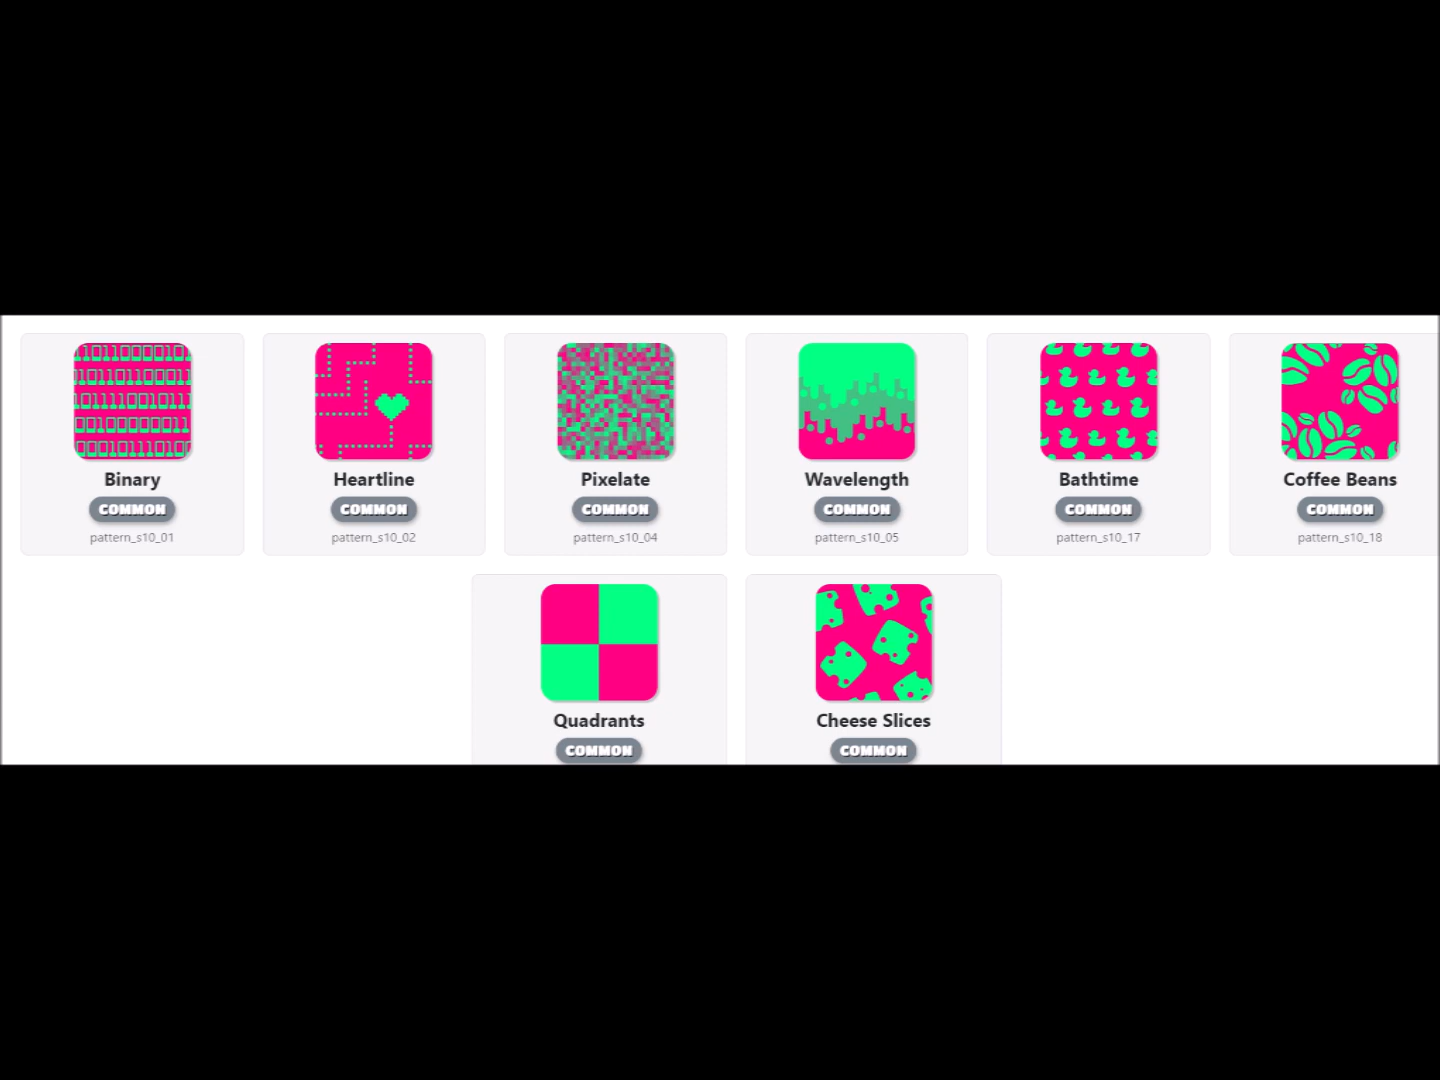 Binary
COMMON
pattern_s10_01
Heartline
COMMON
pattern_s10_02
Pixelate
COMMON
pattern_s10_04
Wavelength
COMMON
pattern_s10_05
Bathtime
COMMON
pattern_s10_17
Coffee Beans
COMMON
pattern_s10_18
Quadrants
COMMON
Cheese Slices
COMMON